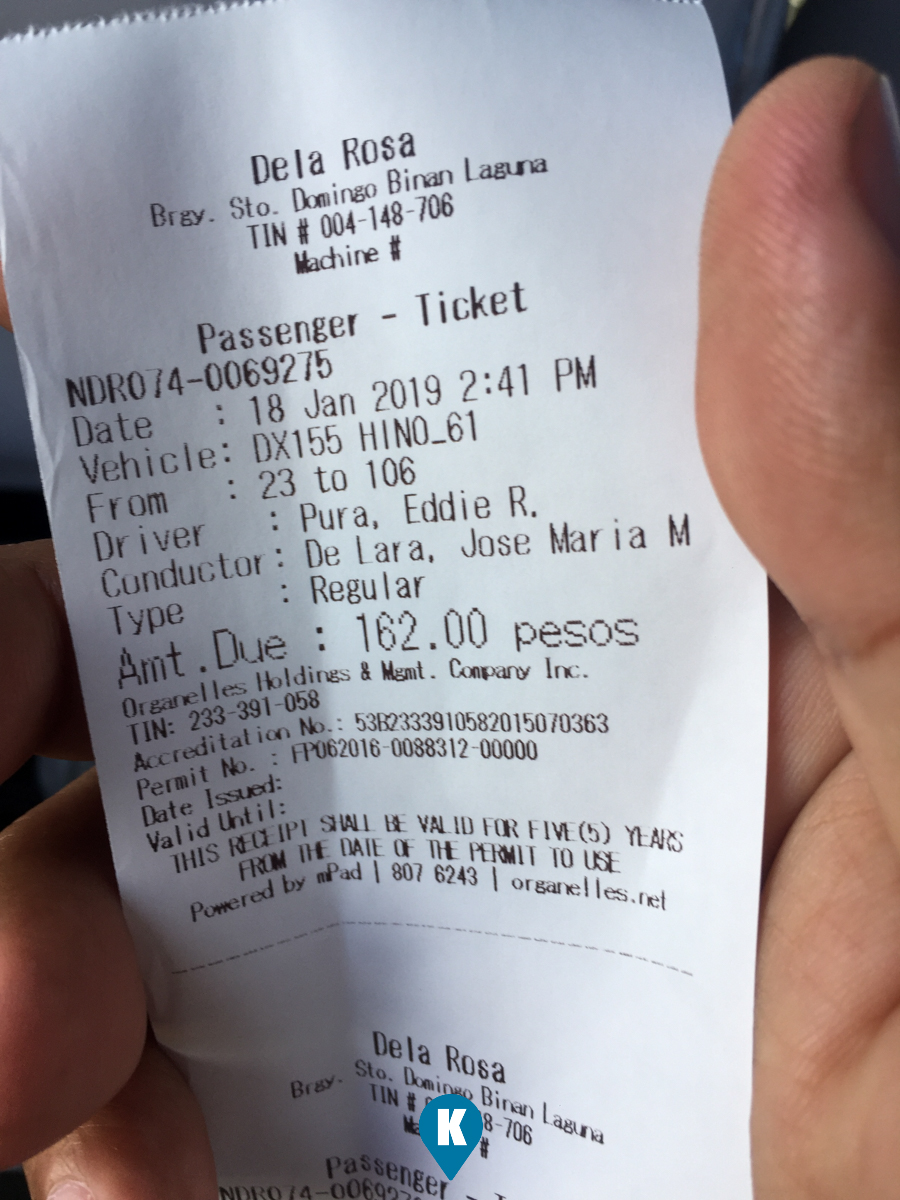 Dela Rosa
Brgy. Sto. Domingo Binan Laguna
TIN # 004-148-706
Machine #
Passenger - Ticket
NDR074-0069275
Date : 18 Jan 2019 2:41 PM
Vehicle: DX155 HINO_61
From : 23 to 106
Driver : Pura, Eddie R.
Conductor: De Lara, Jose Maria M
Type : Regular
Amt.Due : 162.00 pesos
Organelles Holdings & Mgmt. Company Inc.
TIN: 233-391-058
Accreditation No.: 53B2333910582015070363
Permit No. : FP062016-0088312-00000
Date Issued:
Valid Until:
THIS RECEIPT SHALL BE VALID FOR FIVE(5) YEARS
FROM THE DATE OF THE PERMIT TO USE
Powered by mPad | 807 6243 | organelles.net
Dela Rosa
Brgy. Sto. Domingo Binan Laguna
TIN # 8-706
#
K
Passenger -